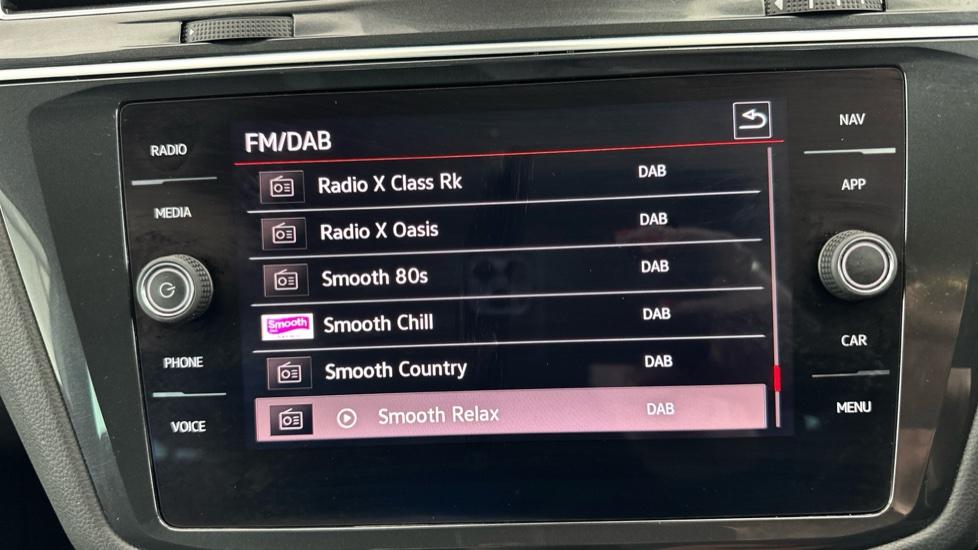 FM/DAB
RADIO
MEDIA
PHONE
VOICE
Radio X Class Rk DAB
Radio X Oasis DAB
Smooth 80s DAB
Smooth
Smooth Chill DAB
Smooth Country DAB
Smooth Relax DAB
NAV
APP
CAR
MENU